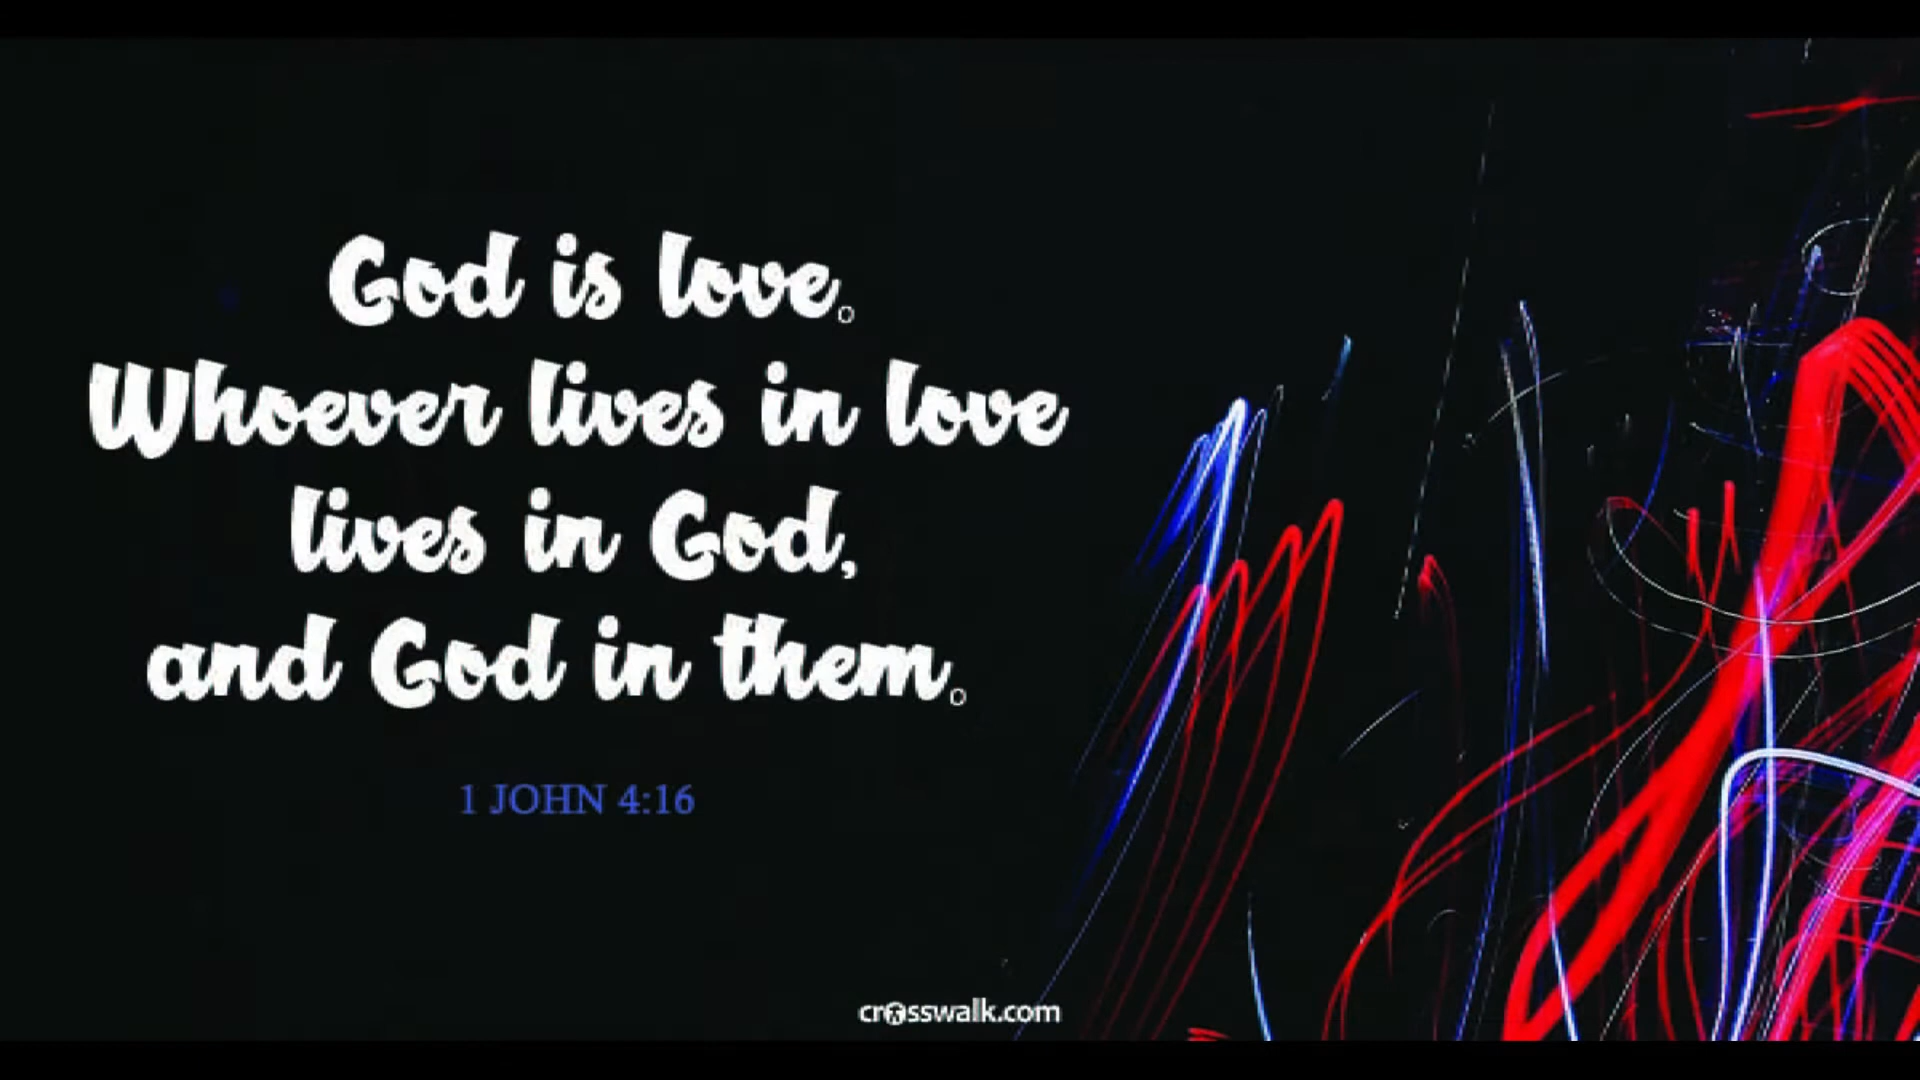 God is love。
Whoever lives in love
lives in God,
and God in them。
1 JOHN 4:16
crosswalk.com